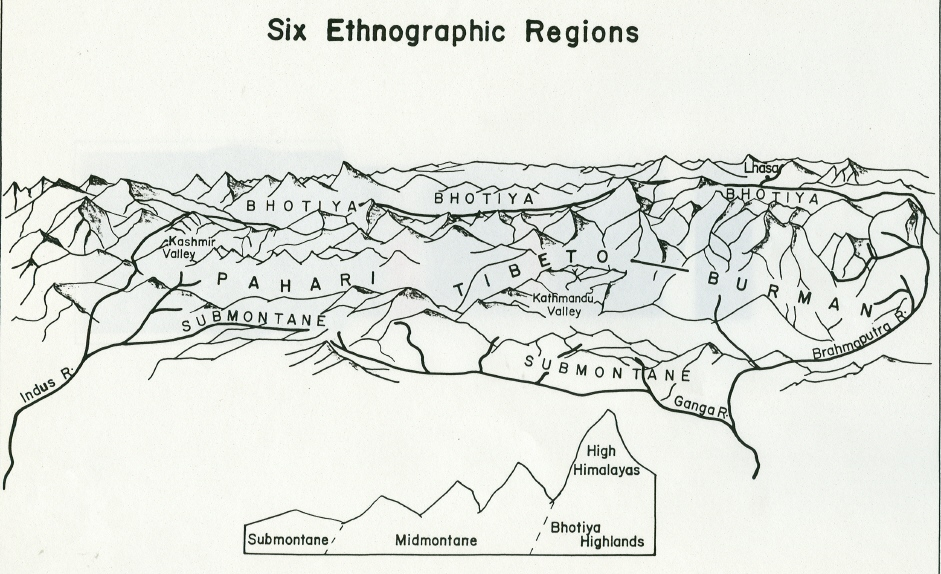 Six Ethnographic Regions
Lhasa
BHOTIYA
BHOTIYA
BHOTIYA
Kashmir
Valley
PAHARI
TIBETO - BURMAN
Kathmandu
Valley
SUBMONTANE
SUBMONTANE
Brahmaputra R.
Indus R.
Ganga R.
High
Himalayas
Submontane
Midmontane
Bhotiya
Highlands